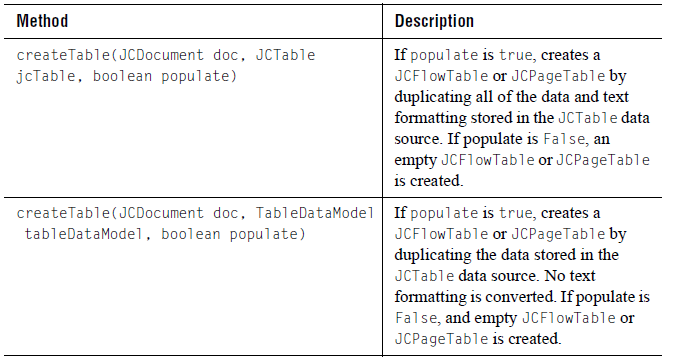 Method Description
createTable(JCDocument doc, JCTable
jcTable, boolean populate)
If populate is true, creates a
JCFlowTable or JCPageTable by
duplicating all of the data and text
formatting stored in the JCTable data
source. If populate is False, an
empty JCFlowTable or JCPageTable
is created.
createTable(JCDocument doc, TableDataModel
tableDataModel, boolean populate)
If populate is true, creates a
JCFlowTable or JCPageTable by
duplicating the data stored in the
JCTable data source. No text
formatting is converted. If populate is
False, and empty JCFlowTable or
JCPageTable is created.